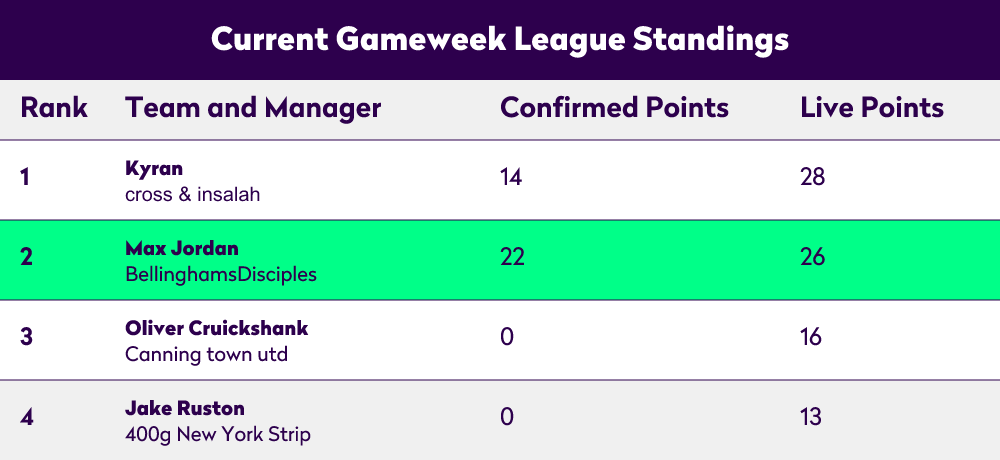 Current Gameweek League Standings
Rank Team and Manager Confirmed Points Live Points
1 Kyran 14 28
cross & insalah
2 Max Jordan 22 26
BellinghamsDisciples
3 Oliver Cruickshank 0 16
Canning town utd
4 Jake Ruston 0 13
400g New York Strip